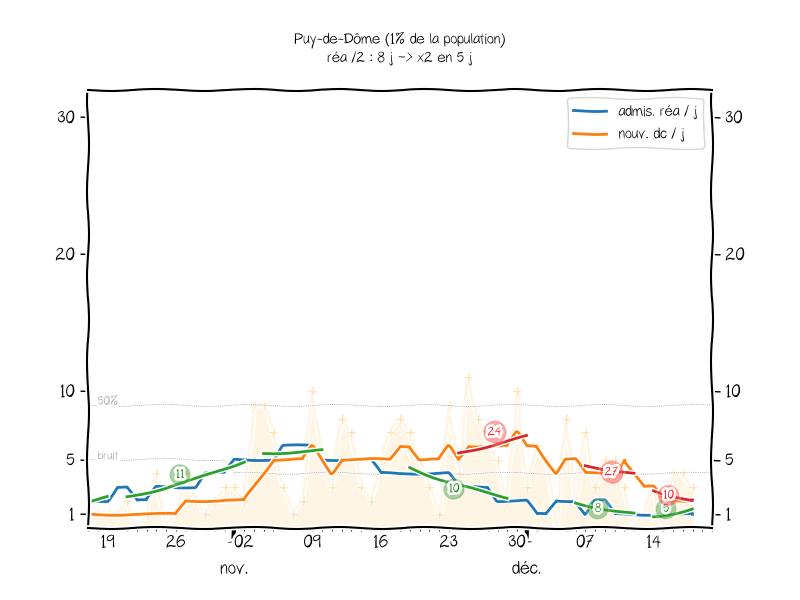 Puy-de-Dôme (1% de la population)
réa /2 : 8 j -> x2 en 5 j
admis. réa / j
nouv. dc / j
30 30
20 20
10 10
50%
24
5 bruit 5
11
27
10
10
8
5
1 1
19 26 02 09 16 23 30 07 14
nov. déc.